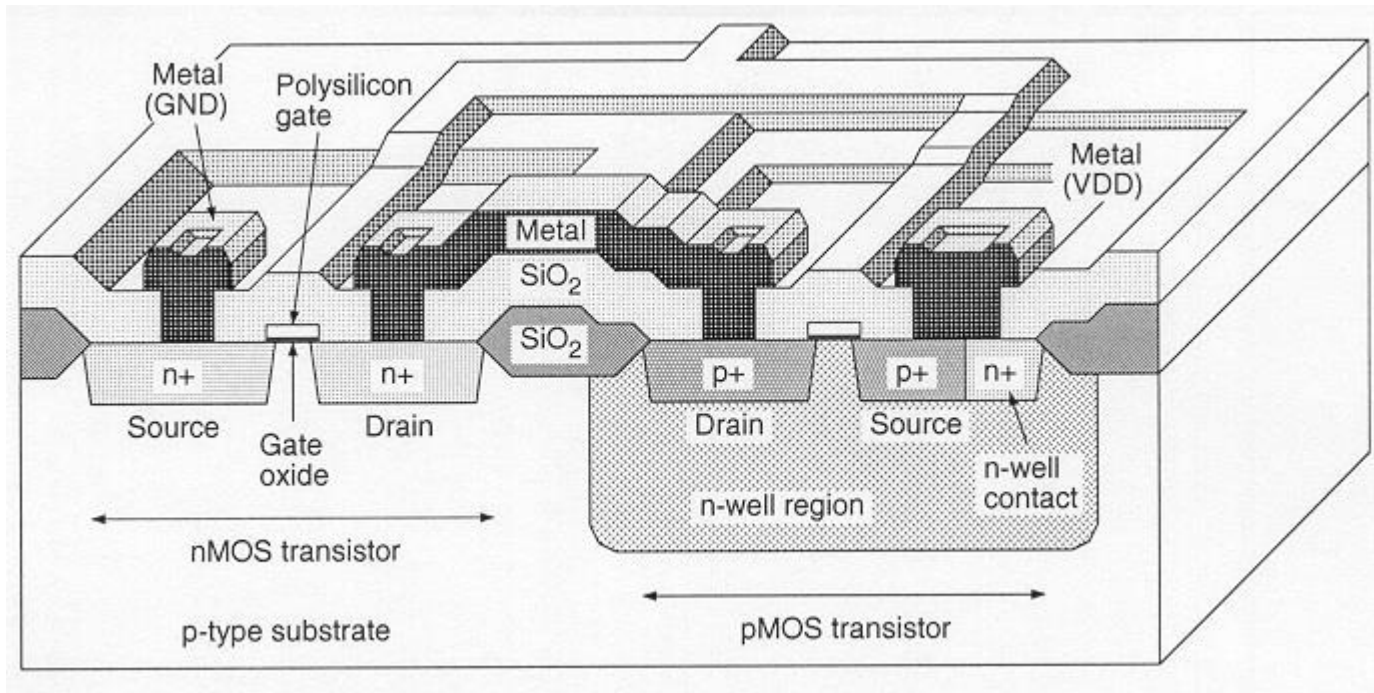 Metal
(GND)
Polysilicon
gate
Metal
(VDD)
Metal
SiO2
SiO2
n+
n+
p+
p+
n+
Source
Gate
oxide
Drain
Drain
Source
n-well
contact
n-well region
nMOS transistor
pMOS transistor
p-type substrate